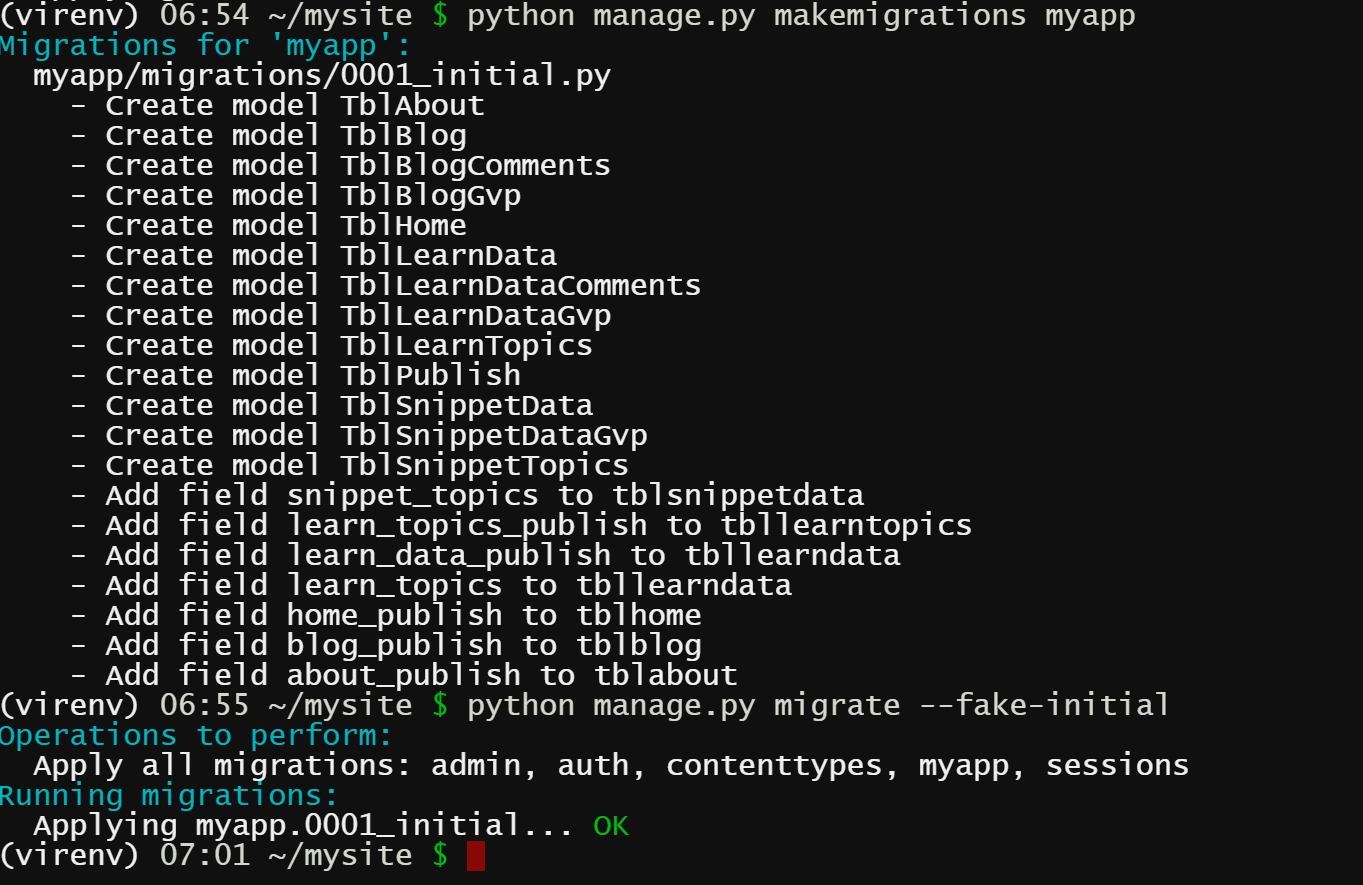 (virenv) 06:54 ~/mysite $ python manage.py makemigrations myapp
Migrations for 'myapp':
  myapp/migrations/0001_initial.py
    - Create model TblAbout
    - Create model TblBlog
    - Create model TblBlogComments
    - Create model TblBlogGvp
    - Create model TblHome
    - Create model TblLearnData
    - Create model TblLearnDataComments
    - Create model TblLearnDataGvp
    - Create model TblLearnTopics
    - Create model TblPublish
    - Create model TblSnippetData
    - Create model TblSnippetDataGvp
    - Create model TblSnippetTopics
    - Add field snippet_topics to tblsnippetdata
    - Add field learn_topics_publish to tbllearntopics
    - Add field learn_data_publish to tbllearndata
    - Add field learn_topics to tbllearndata
    - Add field home_publish to tblhome
    - Add field blog_publish to tblblog
    - Add field about_publish to tblabout
(virenv) 06:55 ~/mysite $ python manage.py migrate --fake-initial
Operations to perform:
  Apply all migrations: admin, auth, contenttypes, myapp, sessions
Running migrations:
  Applying myapp.0001_initial... OK
(virenv) 07:01 ~/mysite $